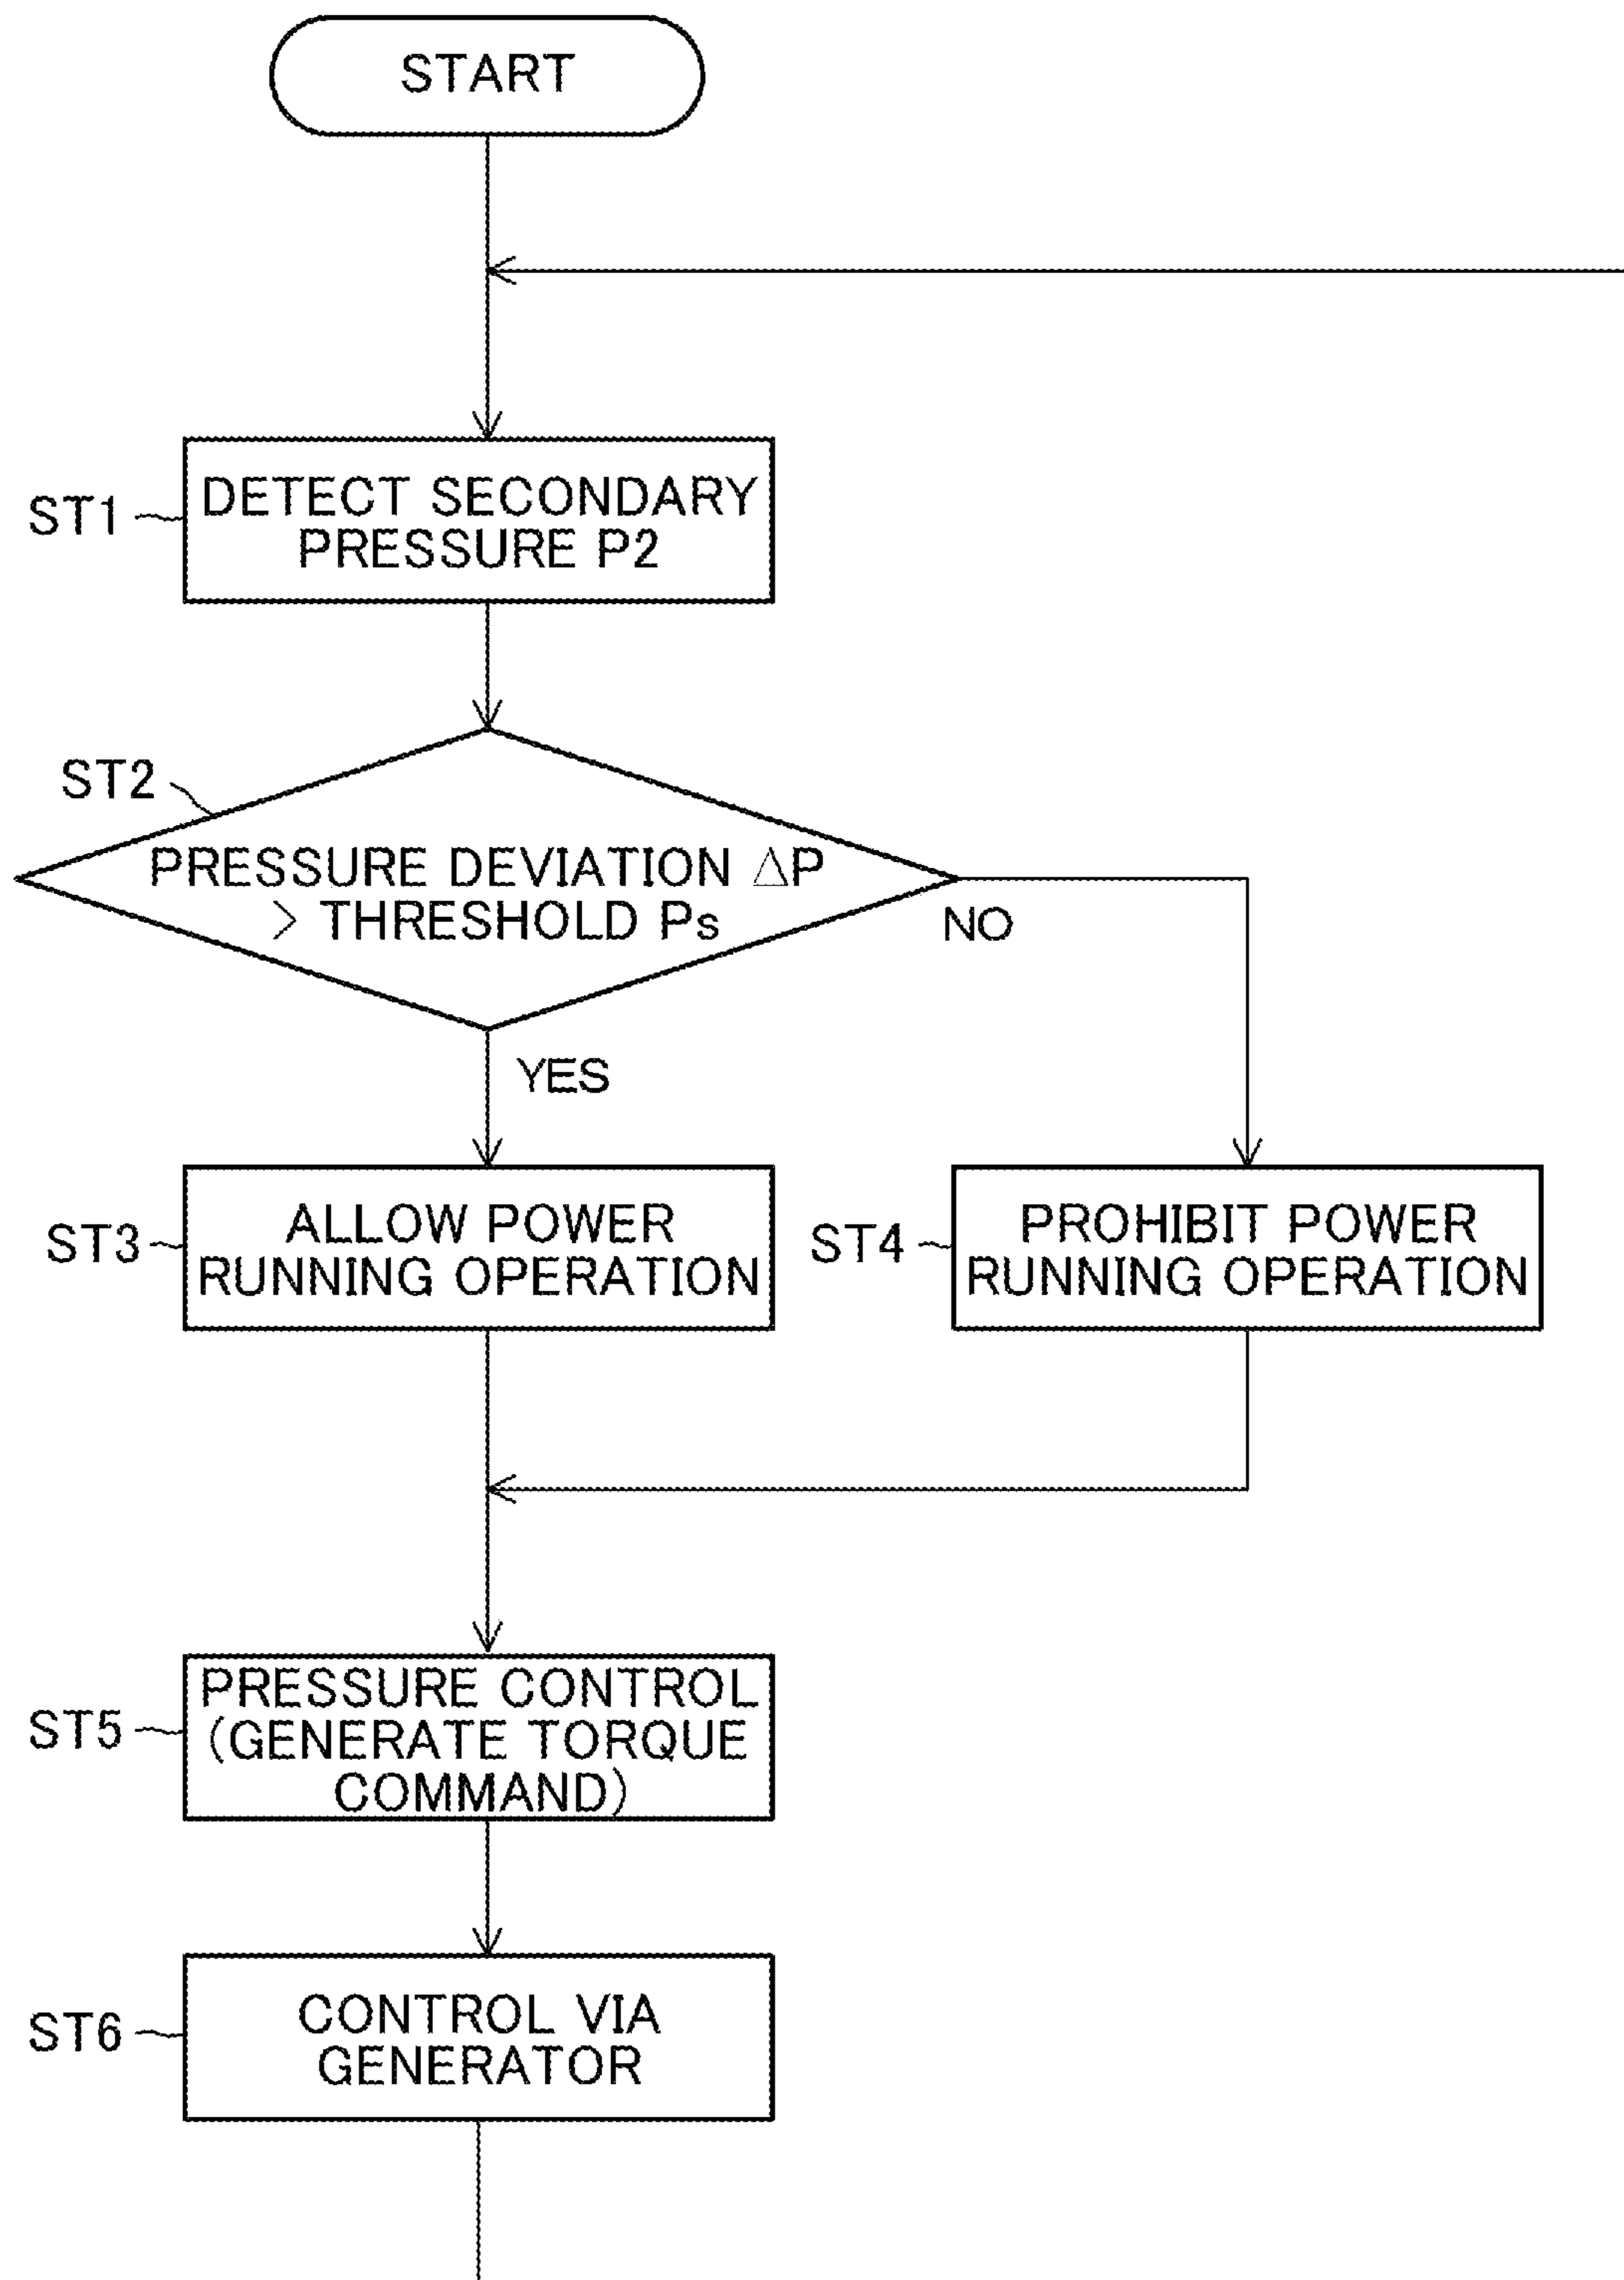 START
ST1
DETECT SECONDARY
PRESSURE P2
ST2
PRESSURE DEVIATION △P
> THRESHOLD Ps
NO
YES
ST3
ALLOW POWER
RUNNING OPERATION
ST4
PROHIBIT POWER
RUNNING OPERATION
ST5
PRESSURE CONTROL
(GENERATE TORQUE
COMMAND)
ST6
CONTROL VIA
GENERATOR